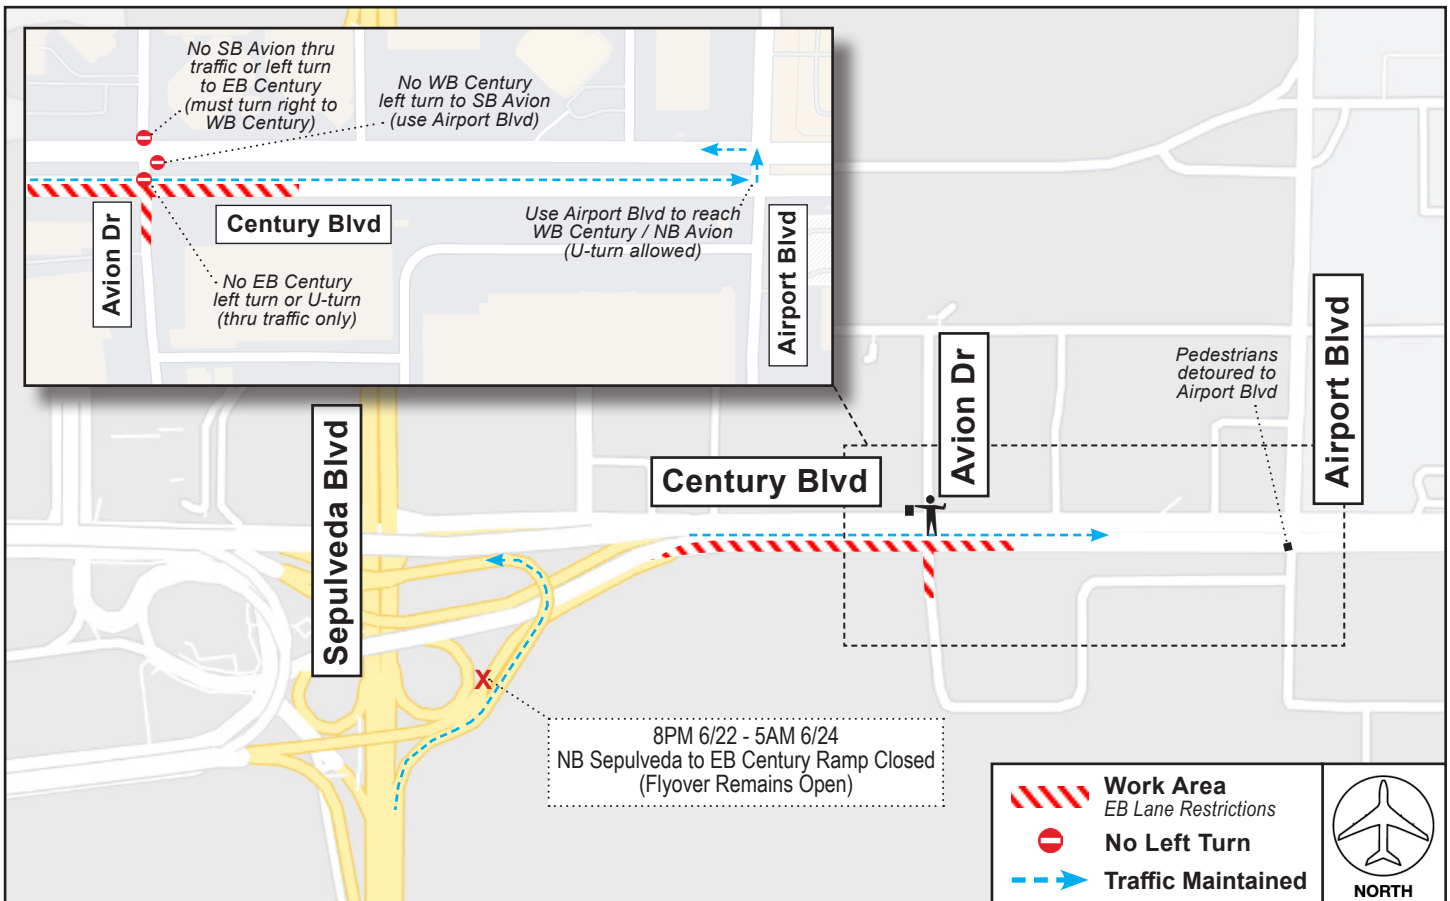 No SB Avion thru
traffic or left turn
to EB Century
(must turn right to
WB Century)
No WB Century
left turn to SB Avion
(use Airport Blvd)
Avion Dr
Century Blvd
Use Airport Blvd to reach
WB Century / NB Avion
(U-turn allowed)
Airport Blvd
No EB Century
left turn or U-turn
(thru traffic only)
Sepulveda Blvd
Century Blvd
Avion Dr
Pedestrians
detoured to
Airport Blvd
Airport Blvd
X
8PM 6/22 - 5AM 6/24
NB Sepulveda to EB Century Ramp Closed
(Flyover Remains Open)
Work Area
EB Lane Restrictions
No Left Turn
Traffic Maintained
NORTH